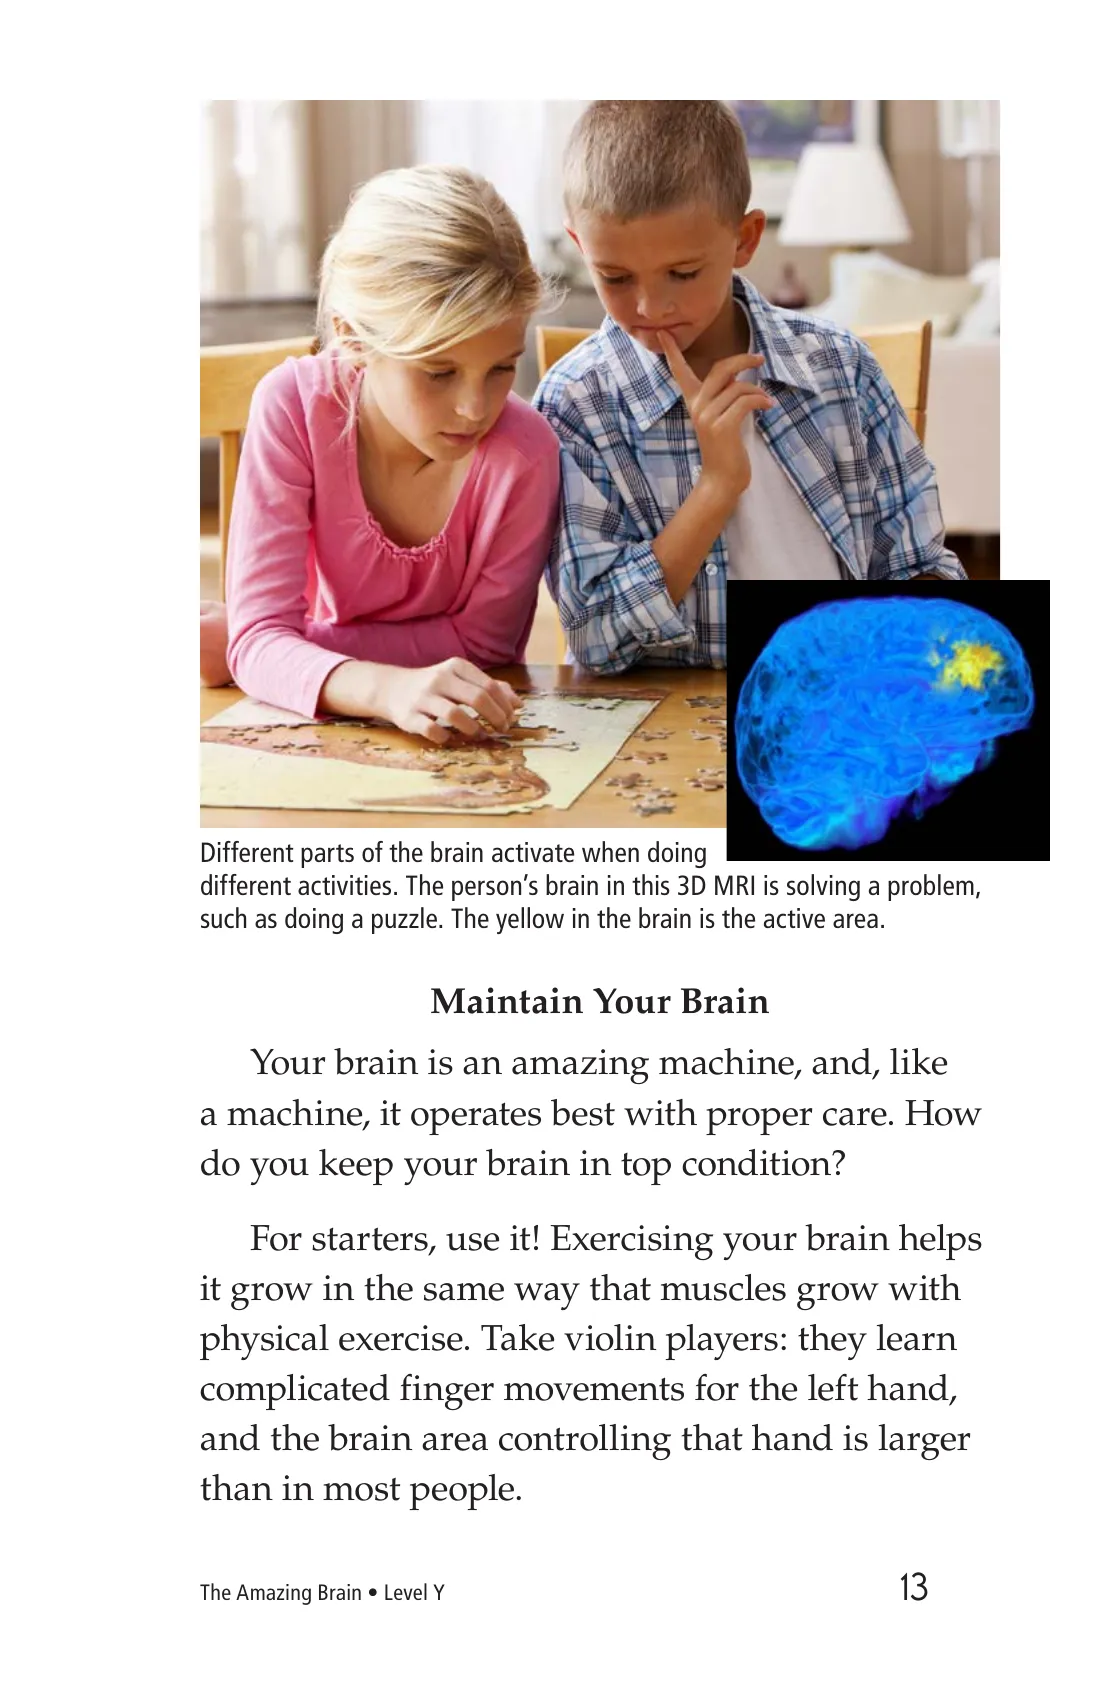 Different parts of the brain activate when doing
different activities. The person’s brain in this 3D MRI is solving a problem,
such as doing a puzzle. The yellow in the brain is the active area.
Maintain Your Brain
Your brain is an amazing machine, and, like
a machine, it operates best with proper care. How
do you keep your brain in top condition?
For starters, use it! Exercising your brain helps
it grow in the same way that muscles grow with
physical exercise. Take violin players: they learn
complicated finger movements for the left hand,
and the brain area controlling that hand is larger
than in most people.
The Amazing Brain • Level Y
13